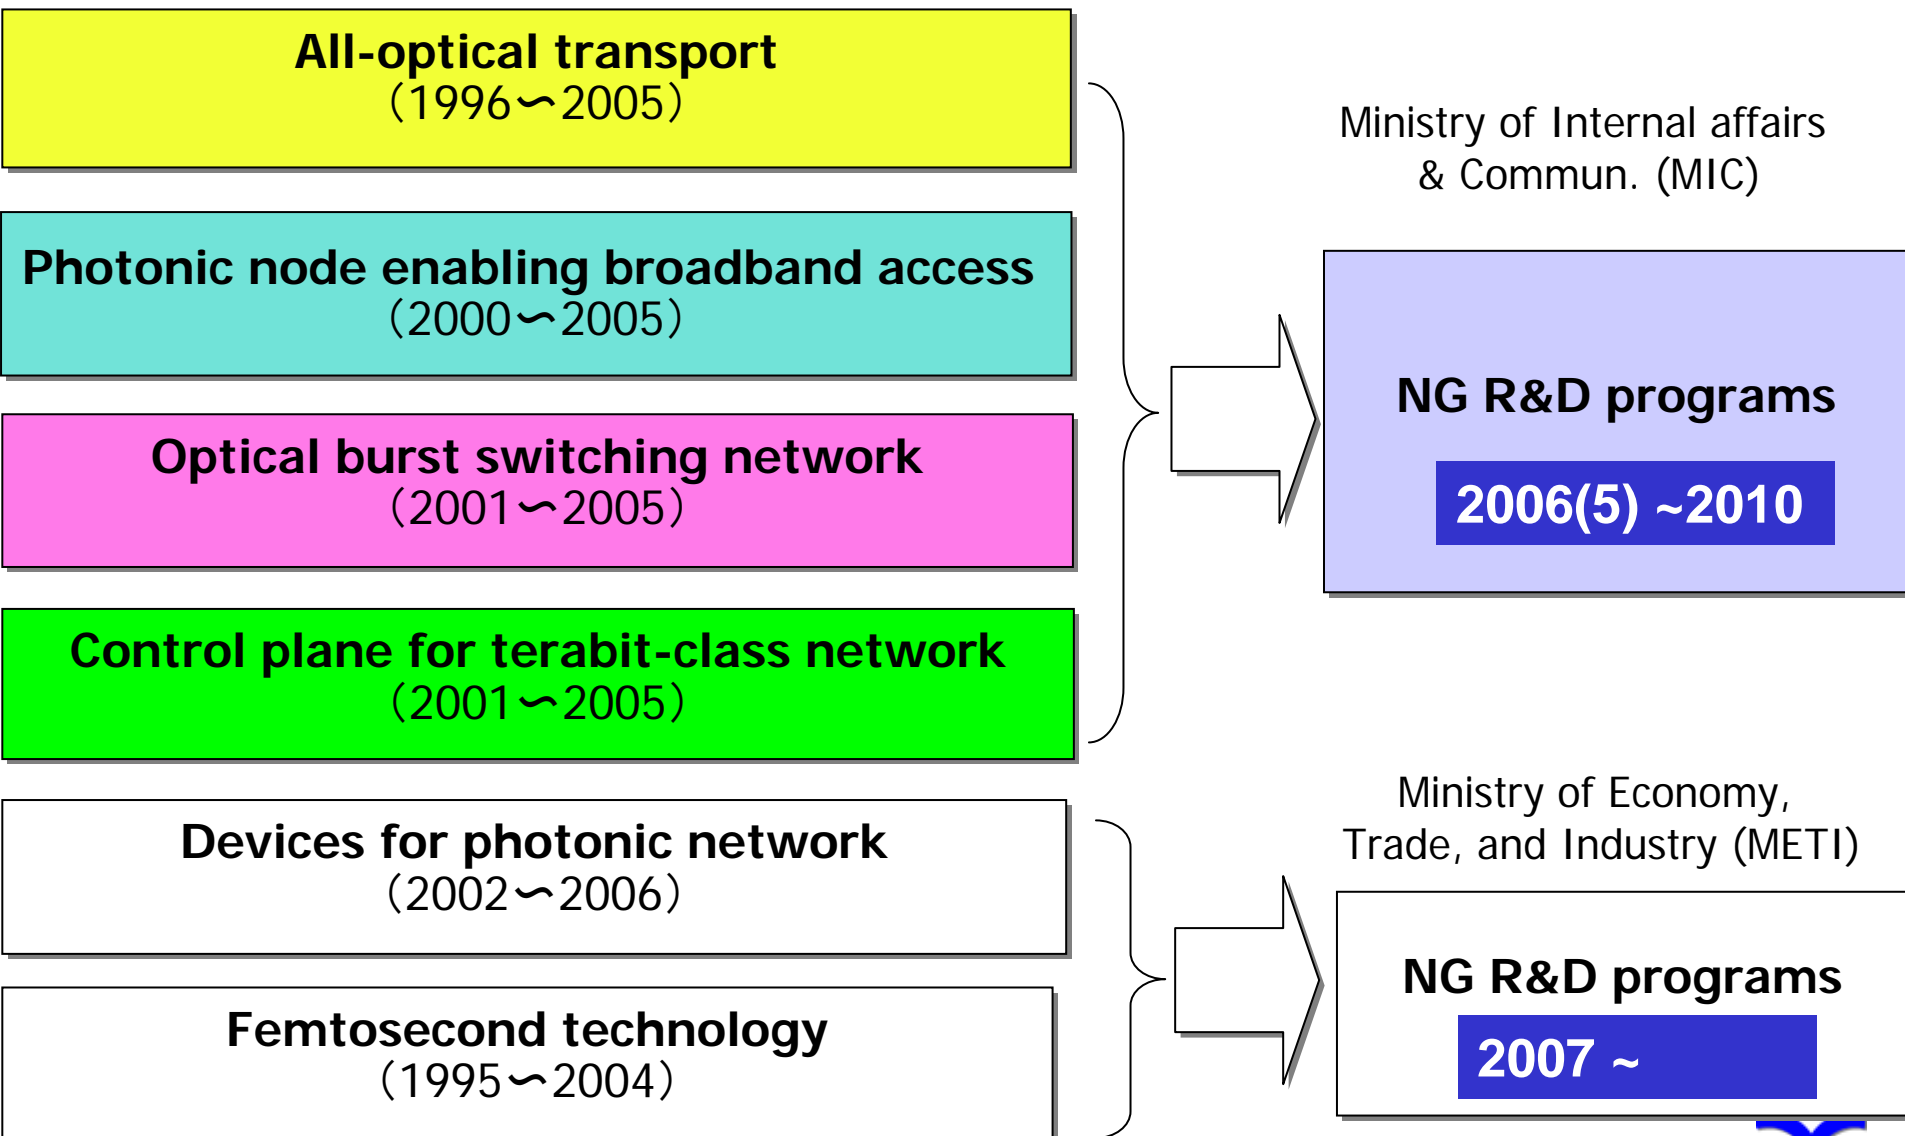 All-optical transport
（1996〜2005）
Photonic node enabling broadband access
（2000〜2005）
Optical burst switching network
（2001〜2005）
Control plane for terabit-class network
（2001〜2005）
Ministry of Internal affairs
& Commun. (MIC)
NG R&D programs
2006(5) ~2010
Devices for photonic network
（2002〜2006）
Femtosecond technology
（1995〜2004）
Ministry of Economy,
Trade, and Industry (METI)
NG R&D programs
2007 ~